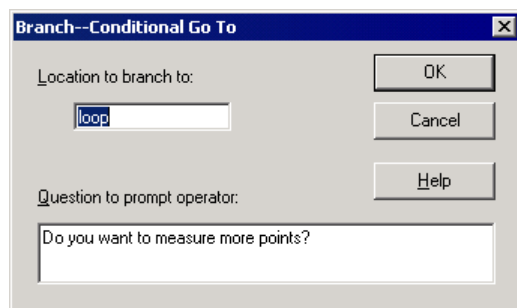 Branch--Conditional Go To
Location to branch to:
OK
loop
Cancel
Help
Question to prompt operator:
Do you want to measure more points?